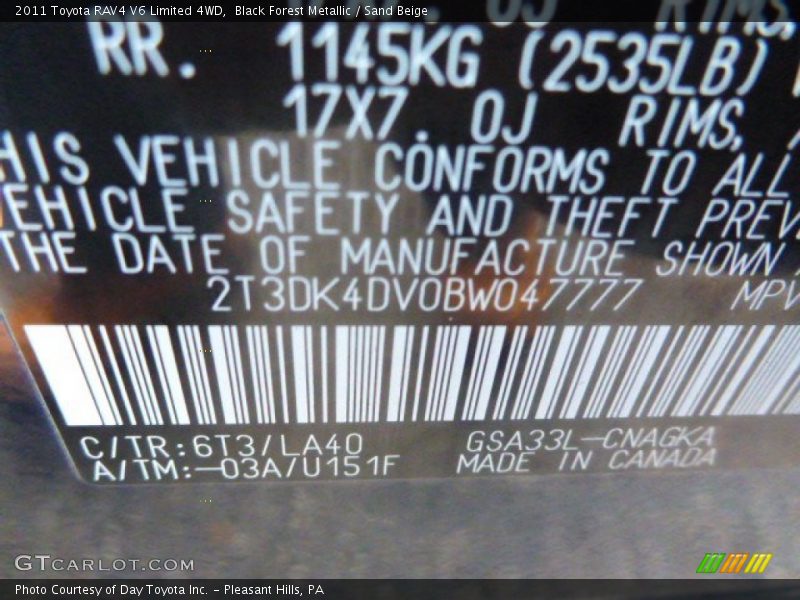 2011 Toyota RAV4 V6 Limited 4WD, Black Forest Metallic / Sand Beige
OJ RIMS,
RR. 1145KG (2535LB)
17X7.0J RIMS,
HIS VEHICLE CONFORMS TO ALL
EHICLE SAFETY AND THEFT PREV
THE DATE OF MANUFACTURE SHOWN
2T3DK4DV0BW047777 MPV
C/TR:6T3/LA40 GSA33L-CNAGKA
A/TM:-03A/U151F MADE IN CANADA
GTCARLOT.COM
Photo Courtesy of Day Toyota Inc. - Pleasant Hills, PA